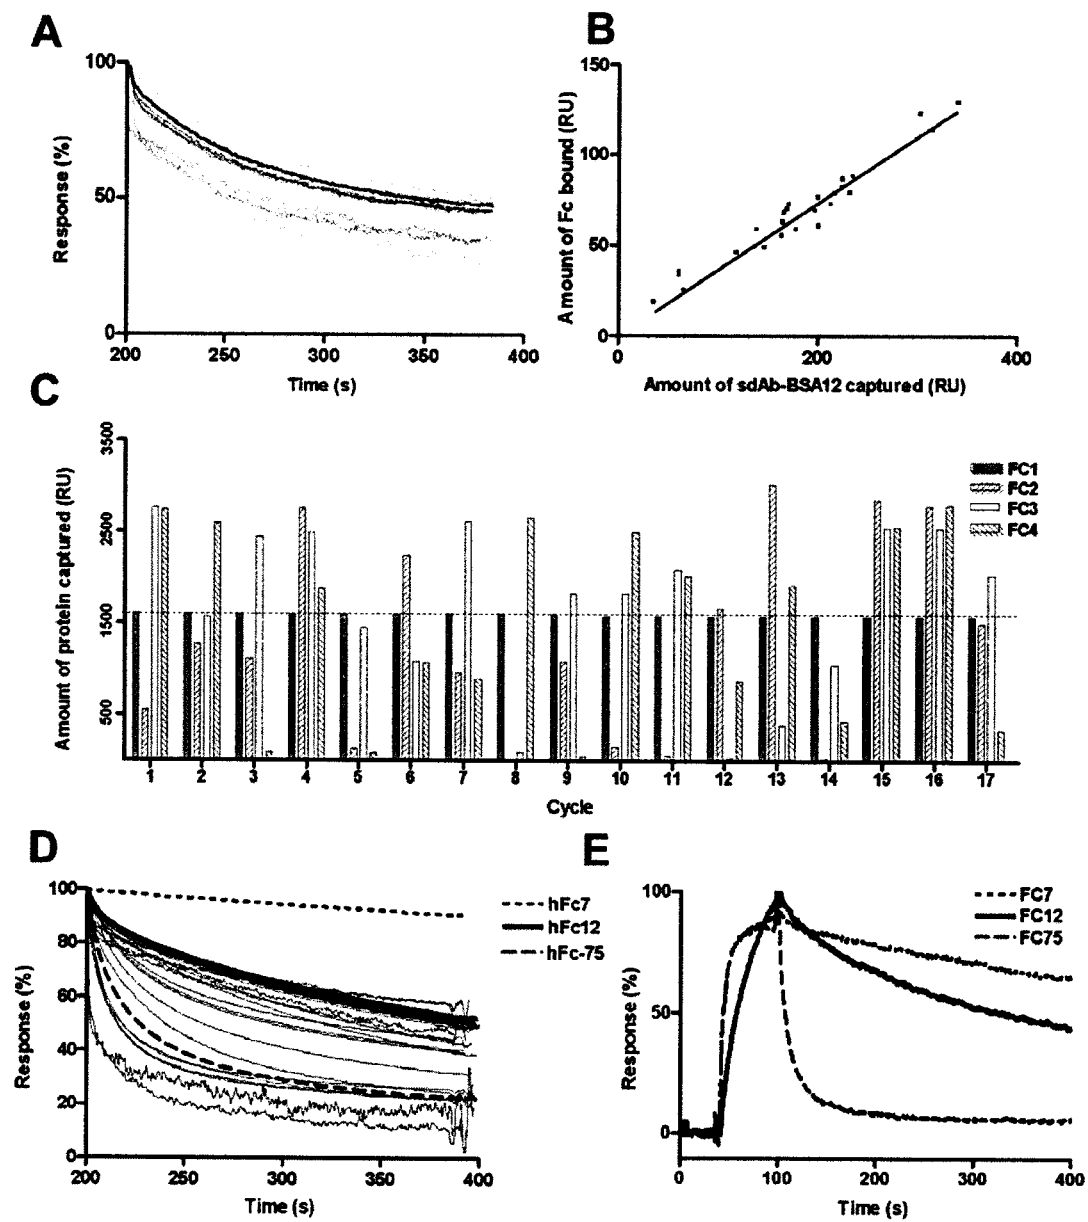 A
100
50
0
200
250
300
350
400
Response (%)
Time (s)
B
150
100
50
0
0
200
400
Amount of Fc bound (RU)
Amount of sdAb-BSA12 captured (RU)
C
3500
2500
1500
500
Amount of protein captured (RU)
FC1
FC2
FC3
FC4
1 2 3 4 5 6 7 8 9 10 11 12 13 14 15 16 17
Cycle
D
100
80
60
40
20
0
200 250 300 350 400
Response (%)
Time (s)
hFc7
hFc12
hFc-75
E
100
50
0
0 100 200 300 400
Response (%)
Time (s)
FC7
FC12
FC75